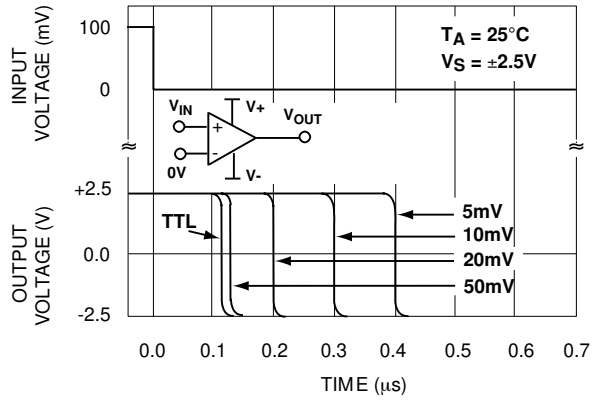 INPUT
VOLTAGE (mV)
100
0
T_A = 25°C
V_S = ±2.5V
V_IN
V+
V_OUT
+
-
0V
V-
≈
≈
OUTPUT
VOLTAGE (V)
+2.5
0.0
-2.5
TTL
5mV
10mV
20mV
50mV
0.0 0.1 0.2 0.3 0.4 0.5 0.6 0.7
TIME (μs)